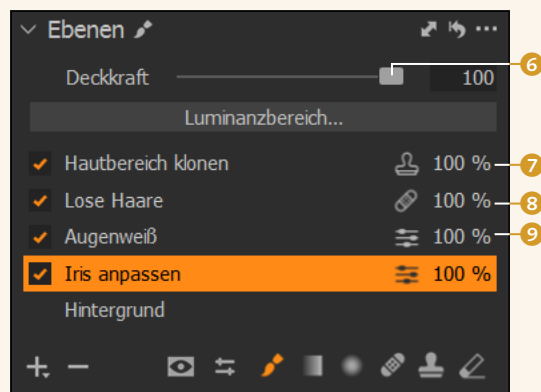 Ebenen
Deckkraft 100 6
Luminanzbereich...
Hautbereich klonen 100 % 7
Lose Haare 100 % 8
Augenweiß 100 % 9
Iris anpassen 100 %
Hintergrund